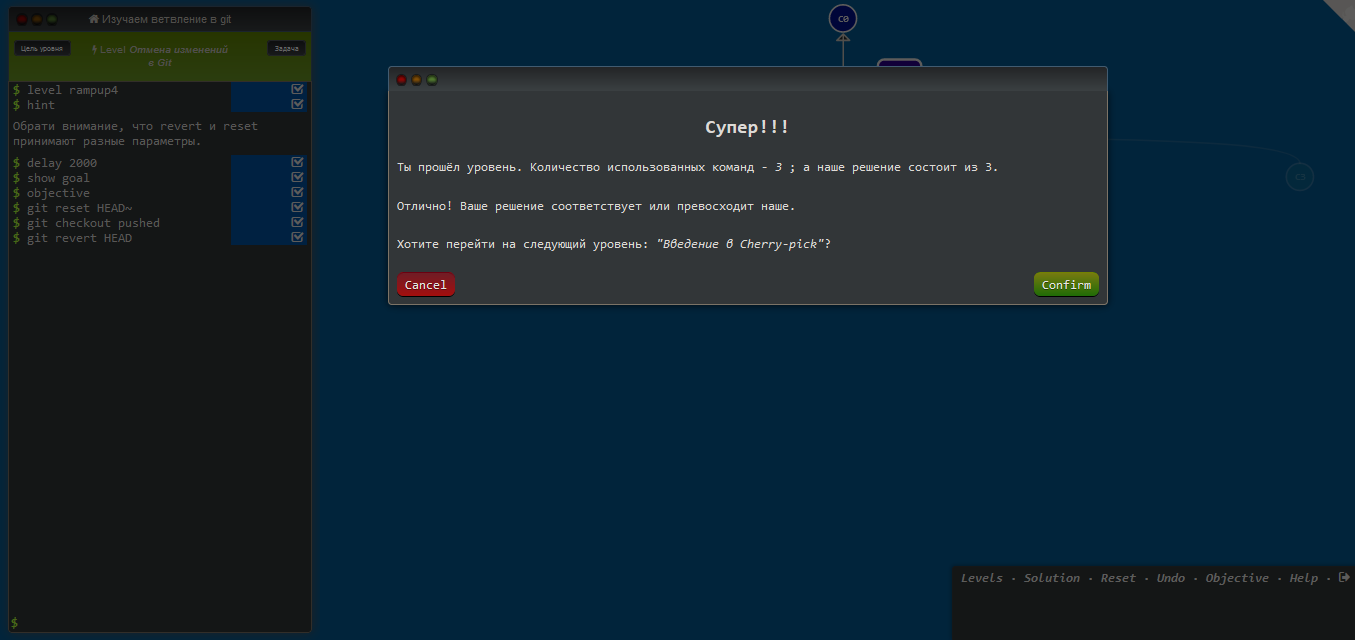 Изучаем ветвление в git
Цель уровня
Level Отмена изменений
в Git
Задача
$ level rampup4
$ hint
Обрати внимание, что revert и reset
принимают разные параметры.
$ delay 2000
$ show goal
$ objective
$ git reset HEAD~
$ git checkout pushed
$ git revert HEAD
$
C0
Супер!!!
Ты прошёл уровень. Количество использованных команд - 3 ; а наше решение состоит из 3.
Отлично! Ваше решение соответствует или превосходит наше.
Хотите перейти на следующий уровень: "Введение в Cherry-pick"?
Cancel
Confirm
C3
Levels · Solution · Reset · Undo · Objective · Help ·